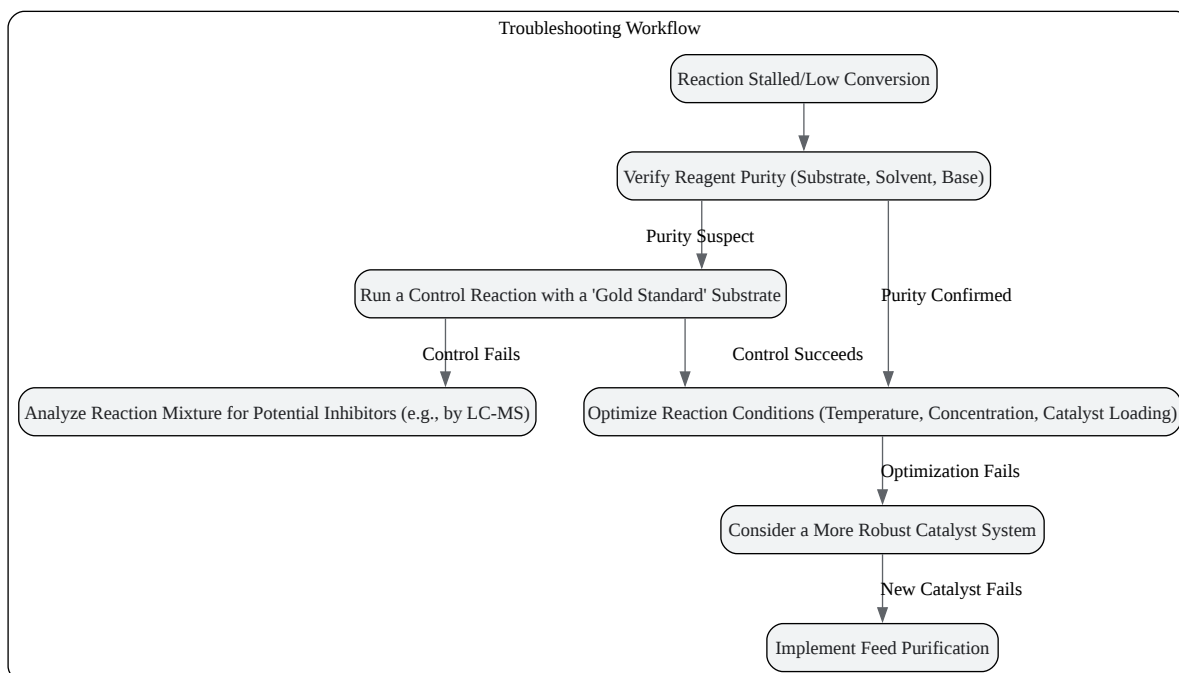 Troubleshooting Workflow
Reaction Stalled/Low Conversion
Verify Reagent Purity (Substrate, Solvent, Base)
Purity Suspect
Run a Control Reaction with a 'Gold Standard' Substrate
Purity Confirmed
Control Fails
Control Succeeds
Analyze Reaction Mixture for Potential Inhibitors (e.g., by LC-MS)
Optimize Reaction Conditions (Temperature, Concentration, Catalyst Loading)
Optimization Fails
Consider a More Robust Catalyst System
New Catalyst Fails
Implement Feed Purification